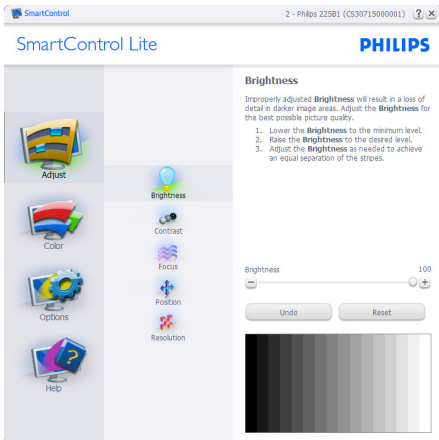 SmartControl
2 - Philips 225B1 (CS30715000001)
SmartControl Lite
PHILIPS
Adjust
Color
Options
Help
Brightness
Contrast
Focus
Position
Resolution
Brightness
Improperly adjusted Brightness will result in a loss of
detail in darker image areas. Adjust the Brightness for
the best possible picture quality.
1. Lower the Brightness to the minimum level.
2. Raise the Brightness to the desired level.
3. Adjust the Brightness as needed to achieve
an equal separation of the stripes.
Brightness 100
Undo Reset